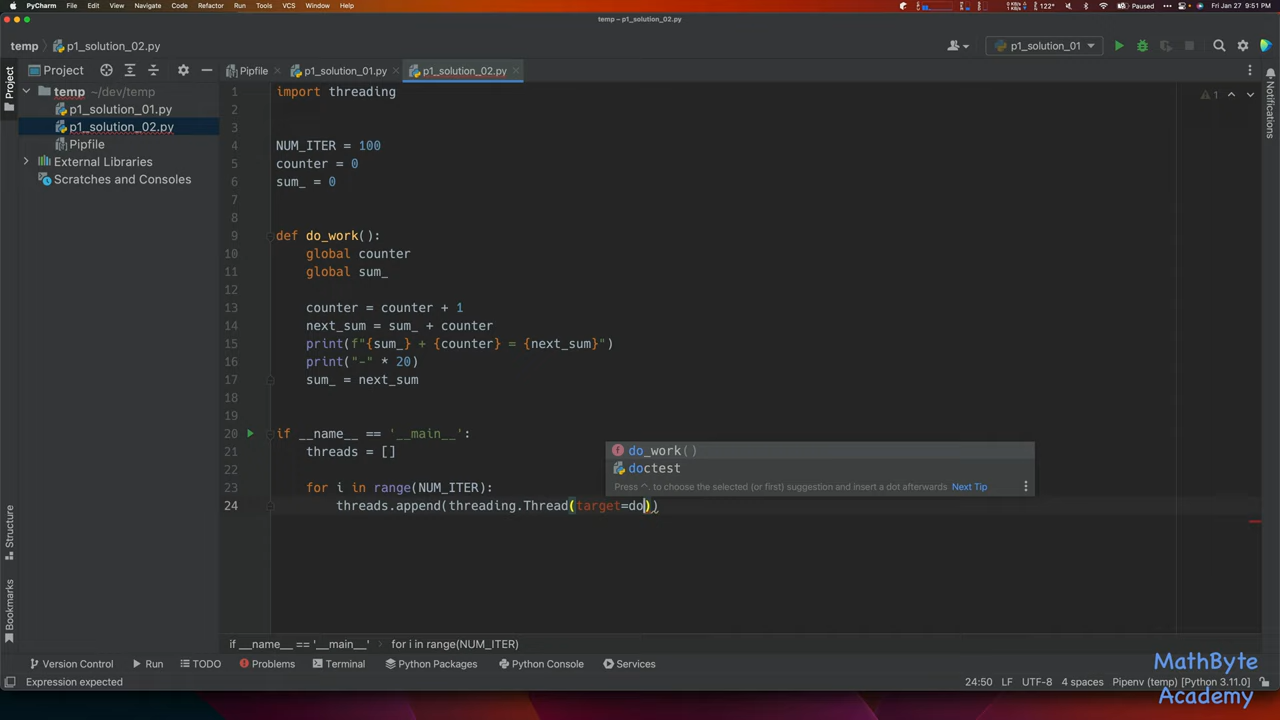 PyCharm File Edit View Navigate Code Refactor Run Tools VCS Window Help
122° Paused Fri Jan 27 9:51 PM
temp – p1_solution_02.py
temp p1_solution_02.py p1_solution_01
Project Pipfile p1_solution_01.py p1_solution_02.py
Project
temp ~/dev/temp
p1_solution_01.py
p1_solution_02.py
Pipfile
External Libraries
Scratches and Consoles
Structure
Bookmarks
Notifications
1
1 import threading
2
3
4 NUM_ITER = 100
5 counter = 0
6 sum_ = 0
7
8
9 def do_work():
10 global counter
11 global sum_
12
13 counter = counter + 1
14 next_sum = sum_ + counter
15 print(f"{sum_} + {counter} = {next_sum}")
16 print("-" * 20)
17 sum_ = next_sum
18
19
20 if __name__ == '__main__':
21 threads = []
22
23 for i in range(NUM_ITER):
24 threads.append(threading.Thread(target=do))
do_work()
doctest
Press ^. to choose the selected (or first) suggestion and insert a dot afterwards Next Tip
if __name__ == '__main__' › for i in range(NUM_ITER)
Version Control Run TODO Problems Terminal Python Packages Python Console Services
Expression expected 24:50 LF UTF-8 4 spaces Pipenv (temp) [Python 3.11.0]
MathByte
Academy